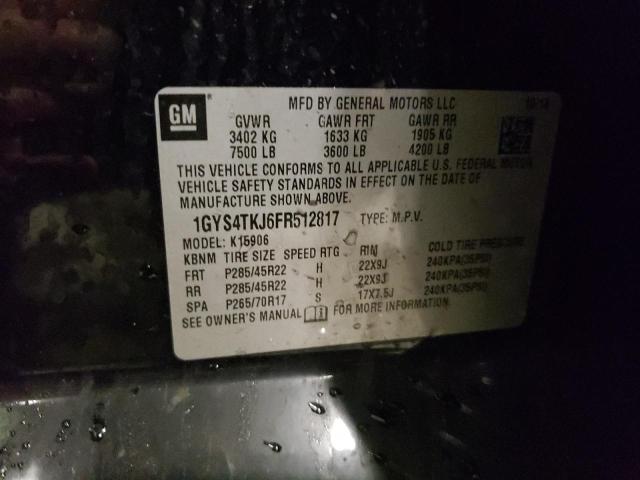 GM
MFD BY GENERAL MOTORS LLC 10/14
GVWR GAWR FRT GAWR RR
3402 KG 1633 KG 1905 KG
7500 LB 3600 LB 4200 LB
THIS VEHICLE CONFORMS TO ALL APPLICABLE U.S. FEDERAL MOTOR
VEHICLE SAFETY STANDARDS IN EFFECT ON THE DATE OF
MANUFACTURE SHOWN ABOVE.
1GYS4TKJ6FR512817 TYPE: M.P.V.
MODEL: K15906
KBNM TIRE SIZE SPEED RTG RIM COLD TIRE PRESSURE
FRT P285/45R22 H 22X9J 240KPA(35PSI)
RR P285/45R22 H 22X9J 240KPA(35PSI)
SPA P265/70R17 S 17X7.5J 240KPA(35PSI)
SEE OWNER'S MANUAL FOR MORE INFORMATION.